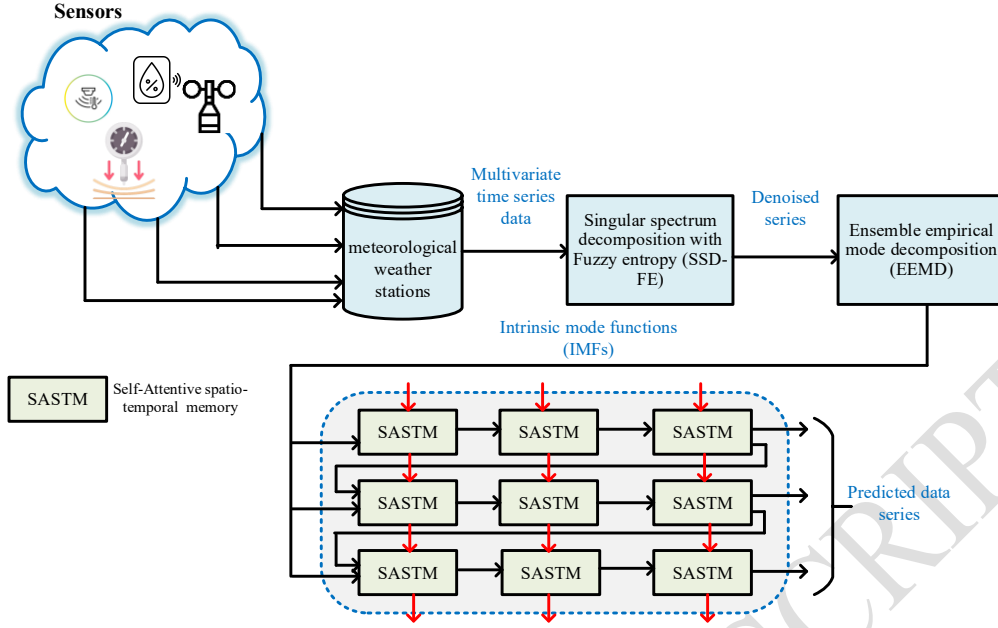 Sensors
%
meteorological
weather
stations
Multivariate
time series
data
Singular spectrum
decomposition with
Fuzzy entropy (SSD-
FE)
Denoised
series
Ensemble empirical
mode decomposition
(EEMD)
Intrinsic mode functions
(IMFs)
SASTM
Self-Attentive spatio-
temporal memory
SASTM
SASTM
SASTM
SASTM
SASTM
SASTM
SASTM
SASTM
SASTM
Predicted data
series
SCRIPT